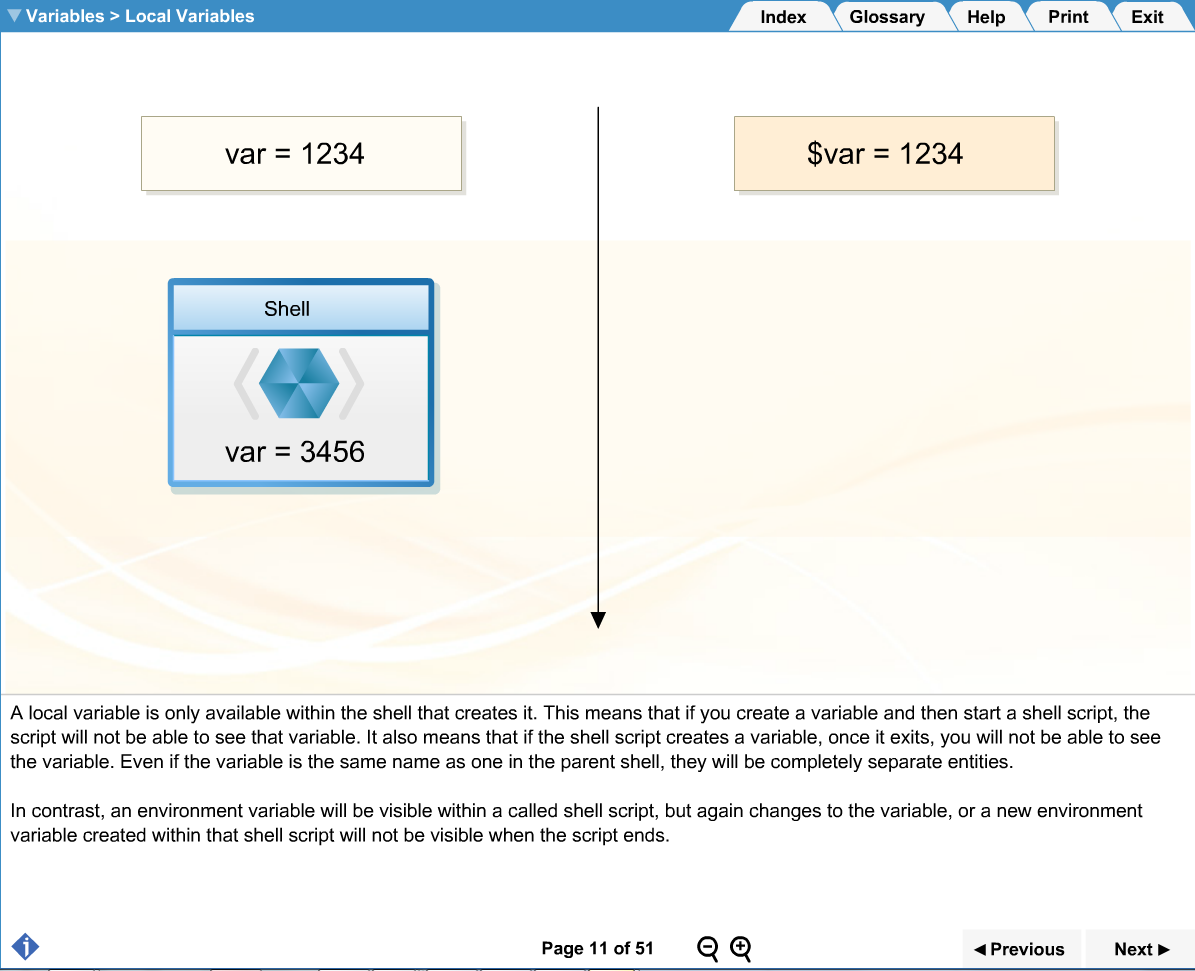 Variables > Local Variables
Index
Glossary
Help
Print
Exit
var = 1234
$var = 1234
Shell
var = 3456
A local variable is only available within the shell that creates it. This means that if you create a variable and then start a shell script, the
script will not be able to see that variable. It also means that if the shell script creates a variable, once it exits, you will not be able to see
the variable. Even if the variable is the same name as one in the parent shell, they will be completely separate entities.
In contrast, an environment variable will be visible within a called shell script, but again changes to the variable, or a new environment
variable created within that shell script will not be visible when the script ends.
i
Page 11 of 51
Previous
Next